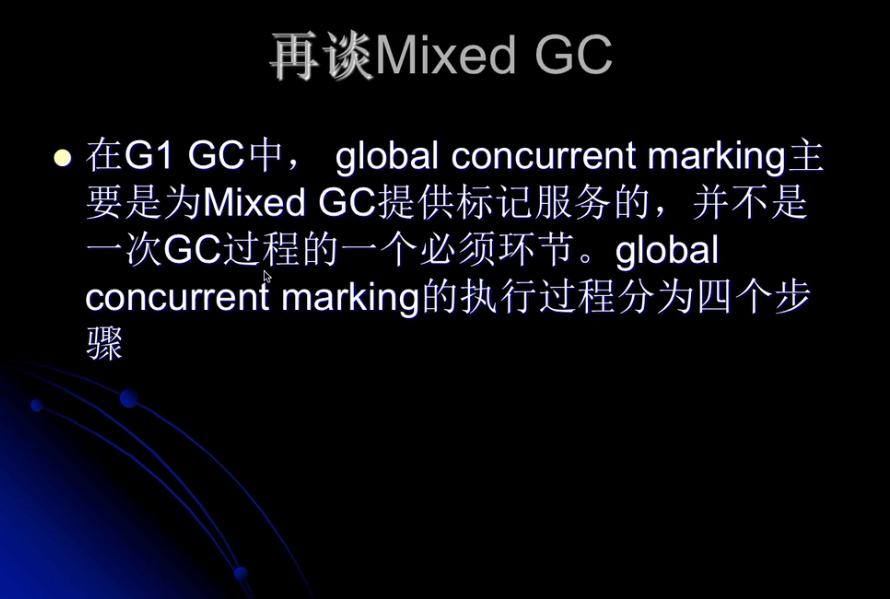 再谈Mixed GC
在G1 GC中， global concurrent marking主
要是为Mixed GC提供标记服务的，并不是
一次GC过程的一个必须环节。global
concurrent marking的执行过程分为四个步
骤